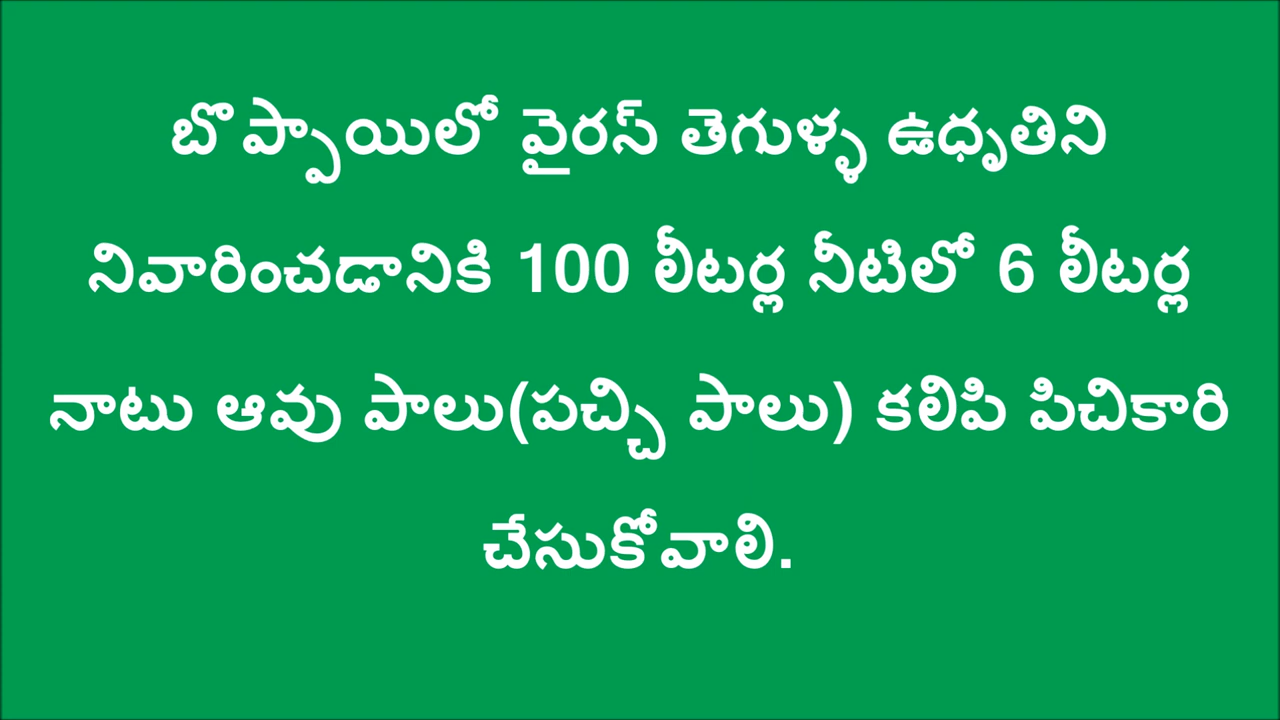 బొప్పాయిలో వైరస్ తెగుళ్ళ ఉధృతిని
నివారించడానికి 100 లీటర్ల నీటిలో 6 లీటర్ల
నాటు ఆవు పాలు(పచ్చి పాలు) కలిపి పిచికారి
చేసుకోవాలి.